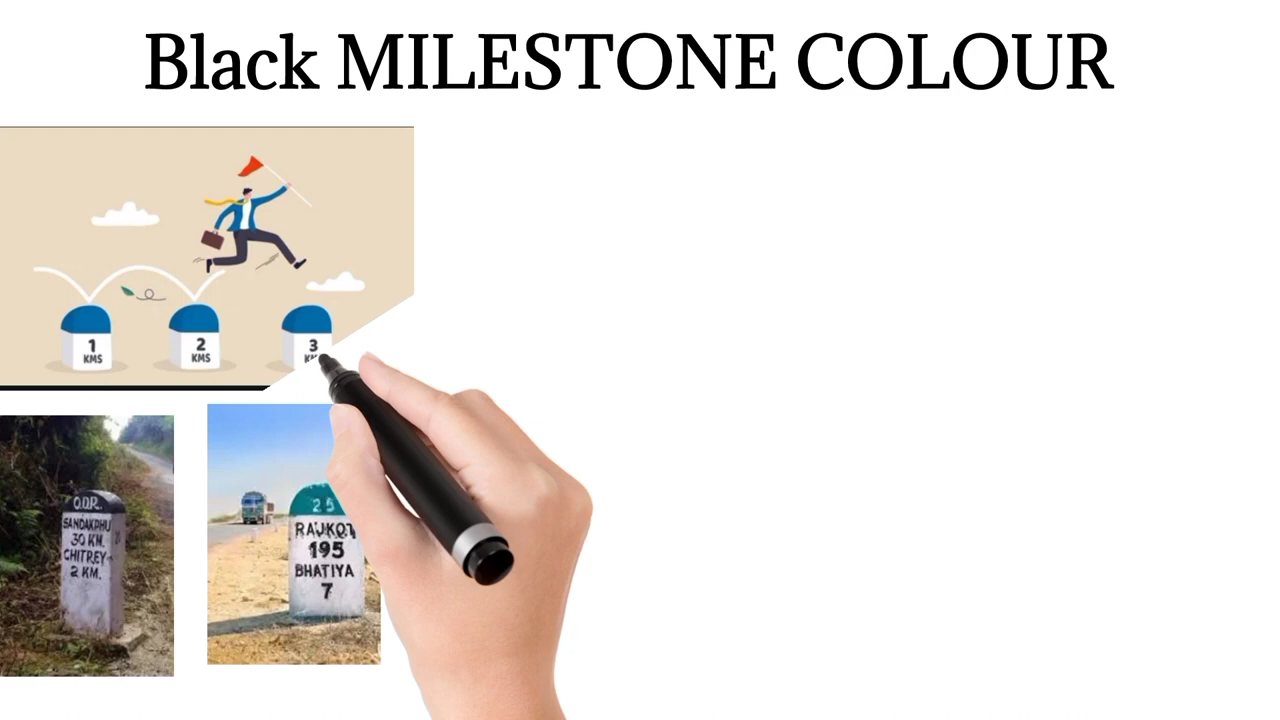 Black MILESTONE COLOUR
1
KMS
2
KMS
3
O.D.R.
SANDAKPHU
30 KM.
CHITREY
2 KM.
25
RAJKOT
195
BHATIYA
7